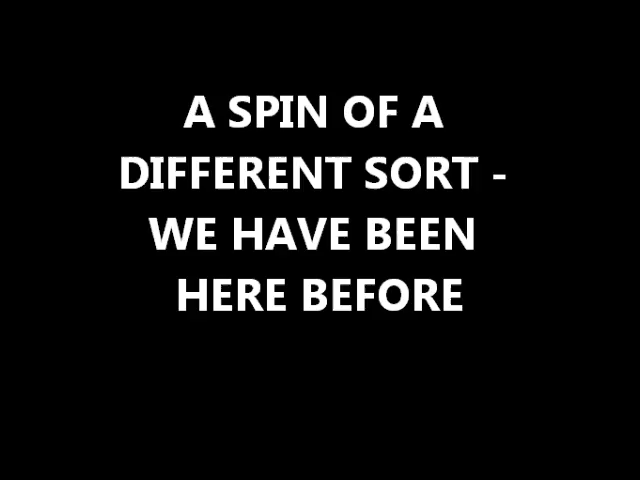 A SPIN OF A
DIFFERENT SORT -
WE HAVE BEEN
HERE BEFORE